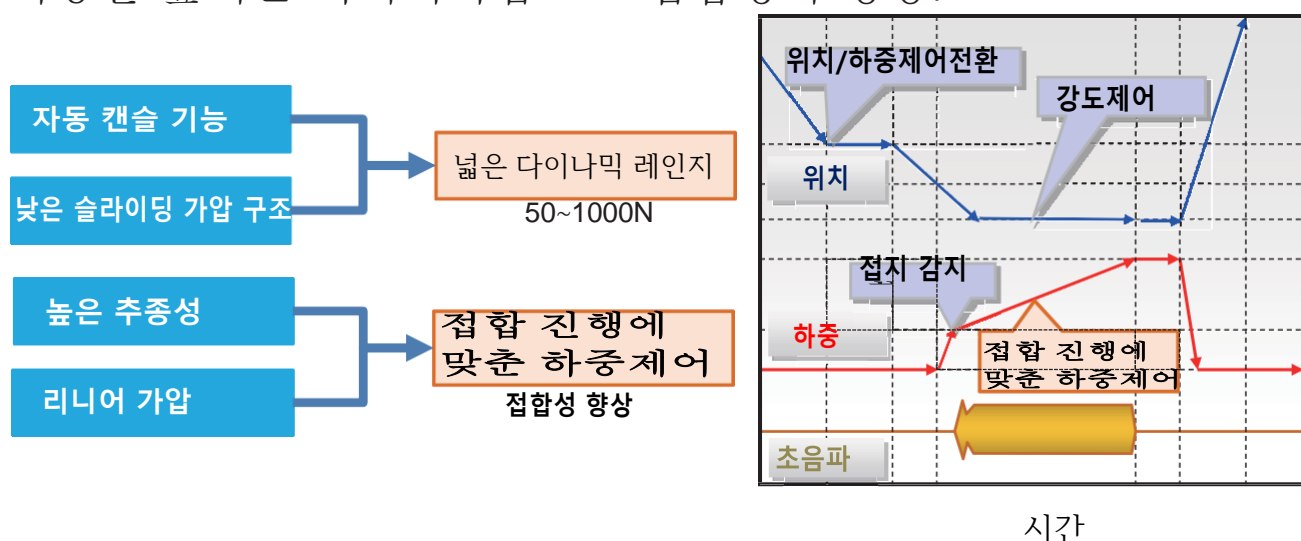 자동 캔슬 기능
낮은 슬라이딩 가압 구조
넓은 다이나믹 레인지
50~1000N
높은 추종성
리니어 가압
접합 진행에
맞춘 하중제어
접합성 향상
위치/하중제어전환
강도제어
위치
접지 감지
하중
접합 진행에
맞춘 하중제어
초음파
시간